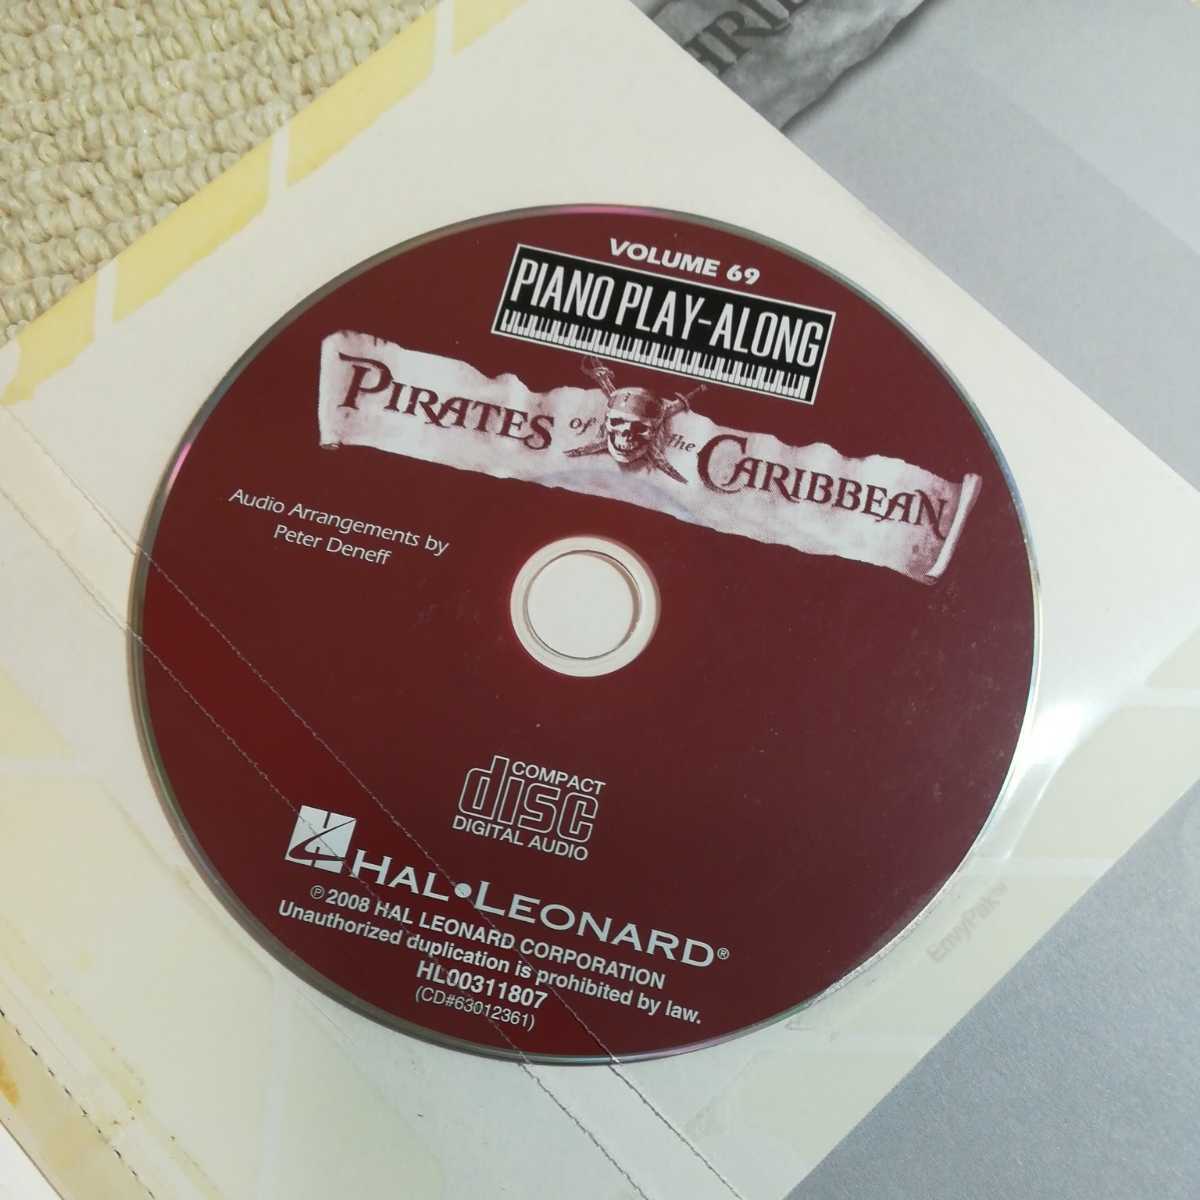 VOLUME 69
PIANO PLAY-ALONG
PIRATES of the CARIBBEAN
Audio Arrangements by
Peter Deneff
COMPACT
disc
DIGITAL AUDIO
HAL•LEONARD®
℗ 2008 HAL LEONARD CORPORATION
Unauthorized duplication is prohibited by law.
HL00311807
(CD#63012361)
EnvyPak™